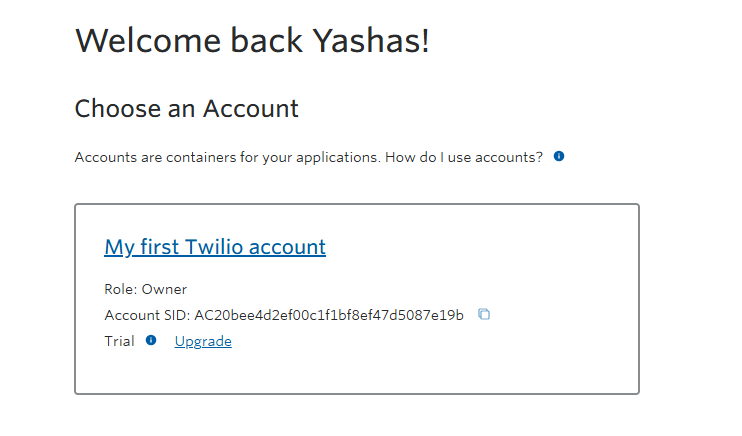 Welcome back Yashas!
Choose an Account
Accounts are containers for your applications. How do I use accounts?
My first Twilio account
Role: Owner
Account SID: AC20bee4d2ef00c1f1bf8ef47d5087e19b
Trial Upgrade